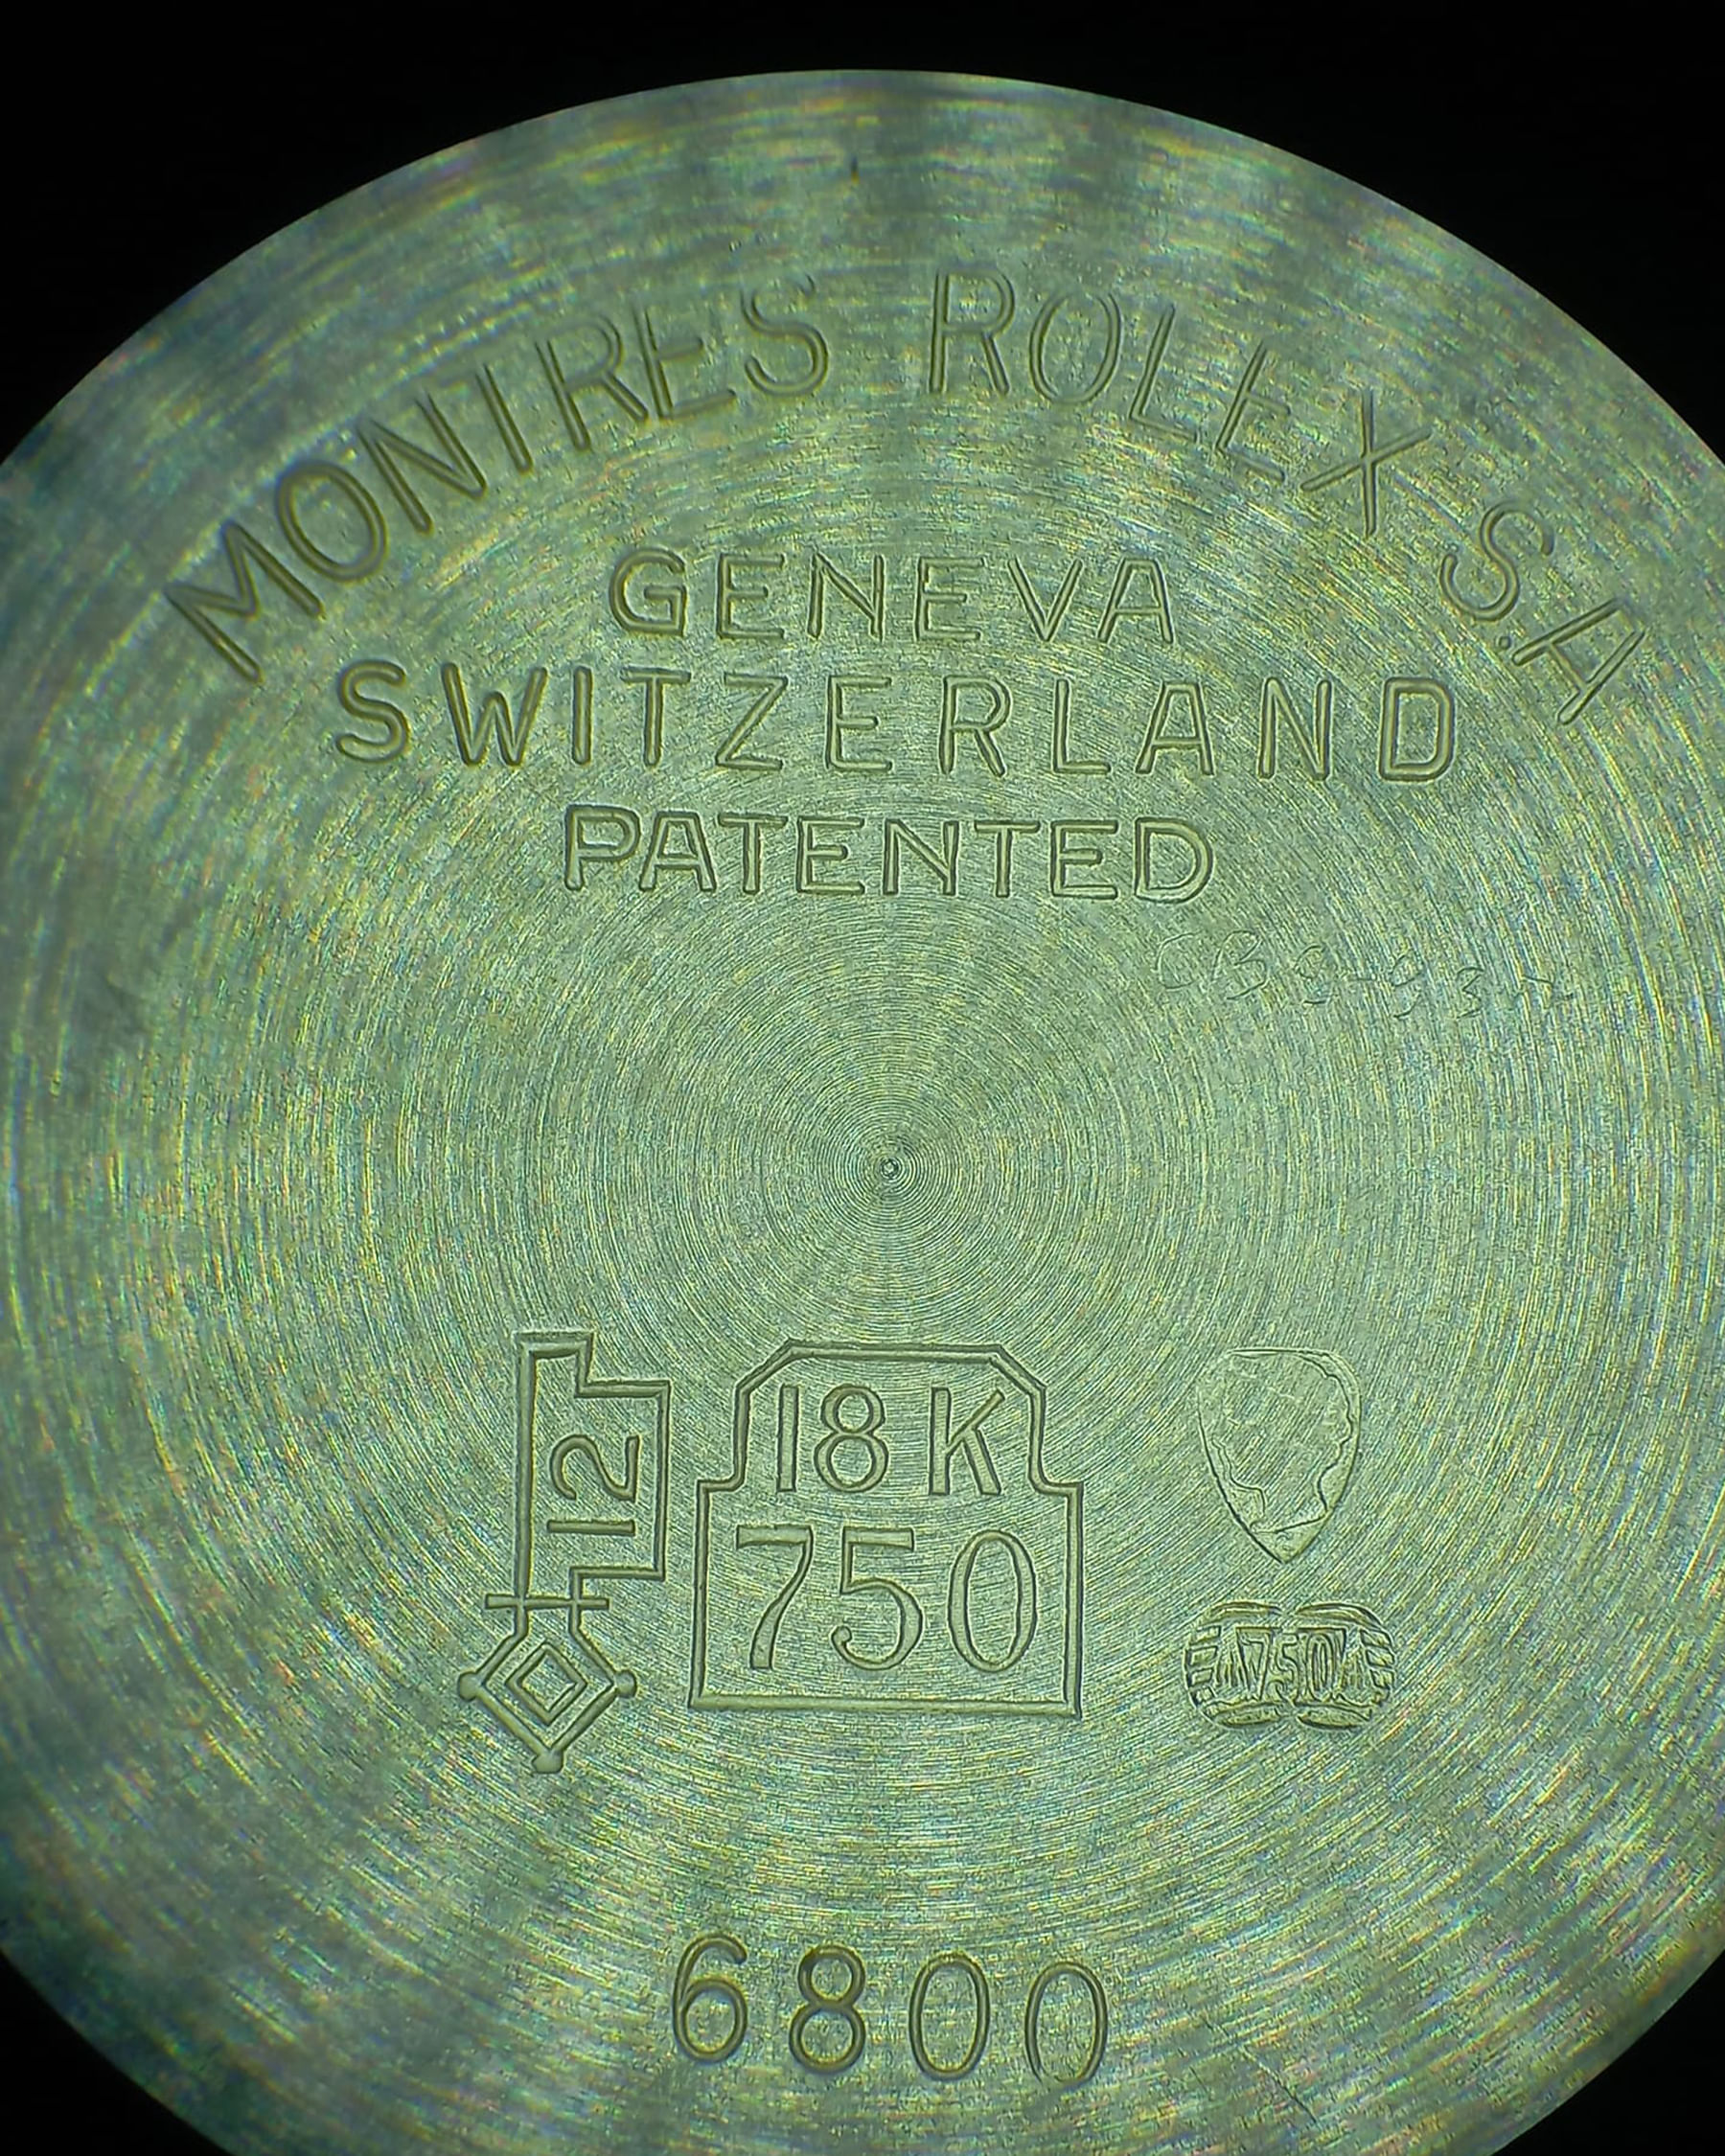 MONTRES ROLEX S.A
GENEVA
SWITZERLAND
PATENTED
12
18 K
750
750
6800